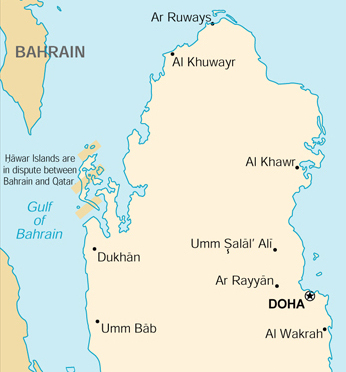 Ar Ruways
BAHRAIN
Al Khuwayr
Ḩāwar Islands are
in dispute between
Bahrain and Qatar
Al Khawr
Gulf
of
Bahrain
Umm Şalāl' Alī
Dukhān
Ar Rayyān
DOHA
Umm Bāb
Al Wakrah